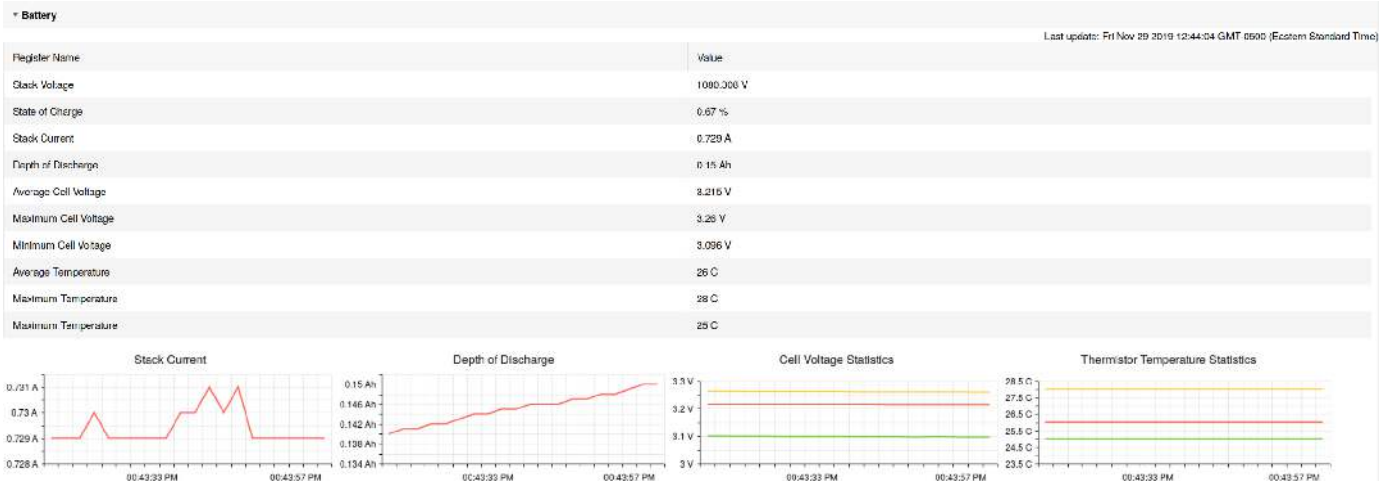 Battery
Last update: Fri Nov 29 2019 12:44:04 GMT-0500 (Eastern Standard Time)
Register Name Value
Stack Voltage V
State of Charge 0.67 %
Stack Current 0.729 A
Depth of Discharge 0.15 Ah
Average Cell Voltage 3.215 V
Maximum Cell Voltage 3.26 V
Minimum Cell Voltage 3.096 V
Average Temperature 26 C
Maximum Temperature 28 C
Maximum Temperature 25 C
Stack Current
0.731 A
0.73 A
0.729 A
0.728 A
00:43:33 PM 00:43:57 PM
Depth of Discharge
0.15 Ah
0.146 Ah
0.142 Ah
0.138 Ah
0.134 Ah
00:43:33 PM 00:43:57 PM
Cell Voltage Statistics
3.3 V
3.2 V
3.1 V
3 V
00:43:33 PM 00:43:57 PM
Thermistor Temperature Statistics
28.5 C
27.5 C
26.5 C
25.5 C
24.5 C
23.5 C
00:43:33 PM 00:43:57 PM